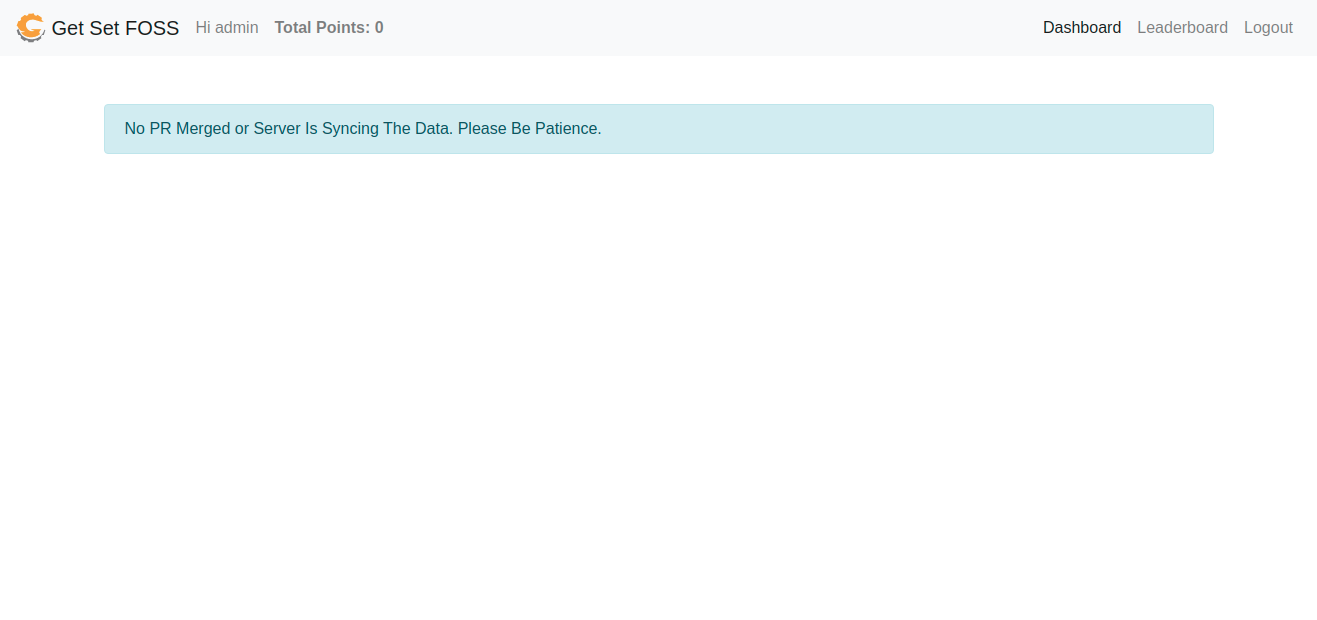 Get Set FOSS Hi admin Total Points: 0 Dashboard Leaderboard Logout
No PR Merged or Server Is Syncing The Data. Please Be Patience.